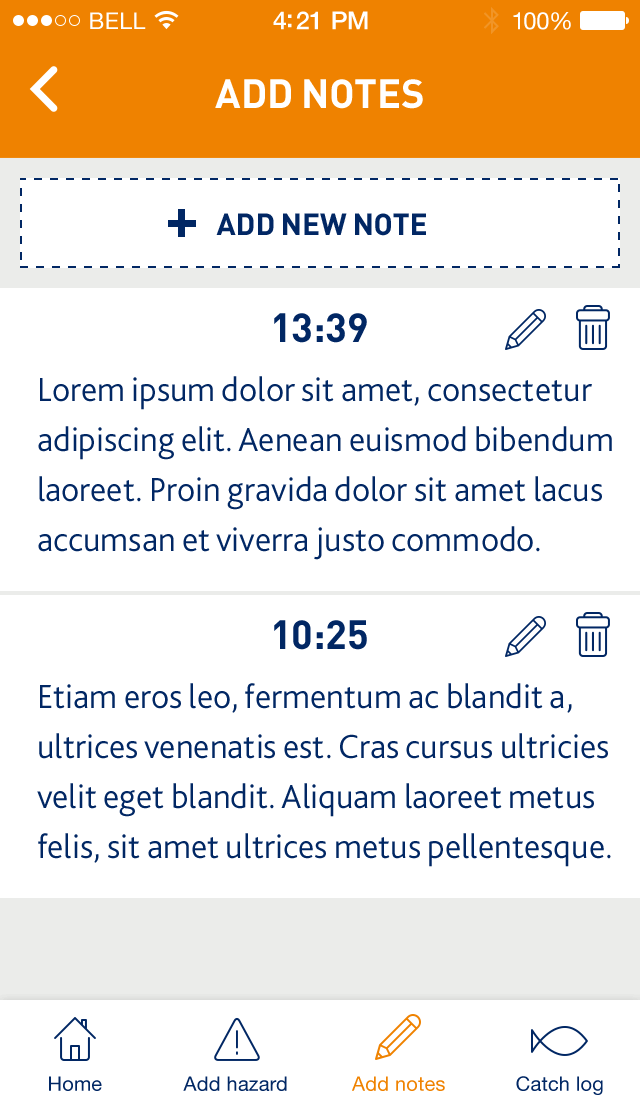 BELL 4:21 PM 100%
ADD NOTES
ADD NEW NOTE
13:39
Lorem ipsum dolor sit amet, consectetur
adipiscing elit. Aenean euismod bibendum
laoreet. Proin gravida dolor sit amet lacus
accumsan et viverra justo commodo.
10:25
Etiam eros leo, fermentum ac blandit a,
ultrices venenatis est. Cras cursus ultricies
velit eget blandit. Aliquam laoreet metus
felis, sit amet ultrices metus pellentesque.
Home Add hazard Add notes Catch log